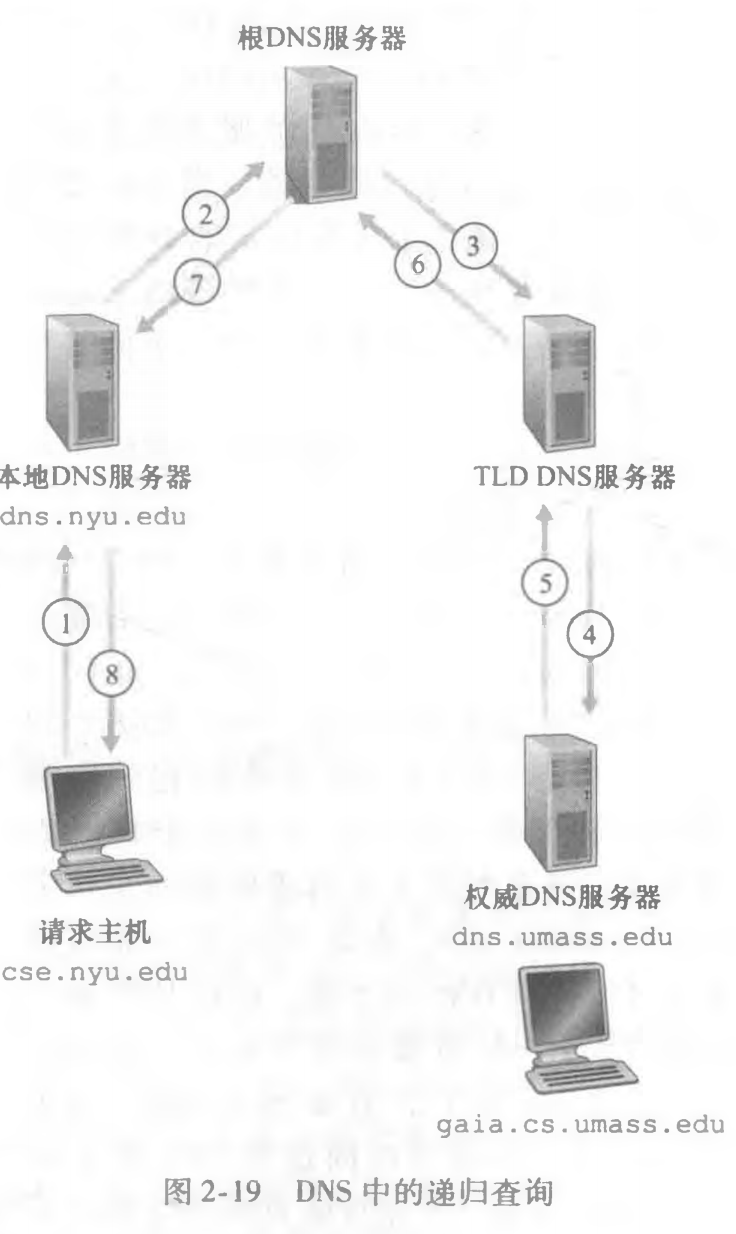 根DNS服务器
2
3
7
6
本地DNS服务器
TLD DNS服务器
dns.nyu.edu
5
1
4
8
权威DNS服务器
请求主机
dns.umass.edu
cse.nyu.edu
gaia.cs.umass.edu
图 2-19 DNS 中的递归查询